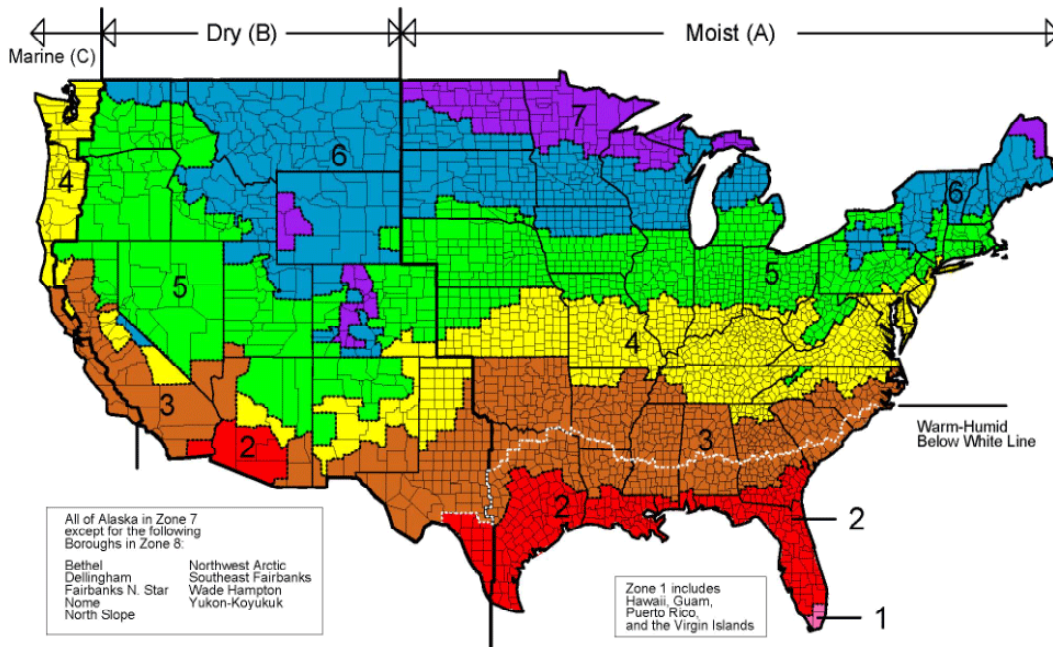 Marine (C)
Dry (B)
Moist (A)
7
6
4
6
5
5
4
3
3
2
2
Warm-Humid
Below White Line
2
1
All of Alaska in Zone 7
except for the following
Boroughs in Zone 8:
Bethel
Dellingham
Fairbanks N. Star
Nome
North Slope
Northwest Arctic
Southeast Fairbanks
Wade Hampton
Yukon-Koyukuk
Zone 1 includes
Hawaii, Guam,
Puerto Rico,
and the Virgin Islands